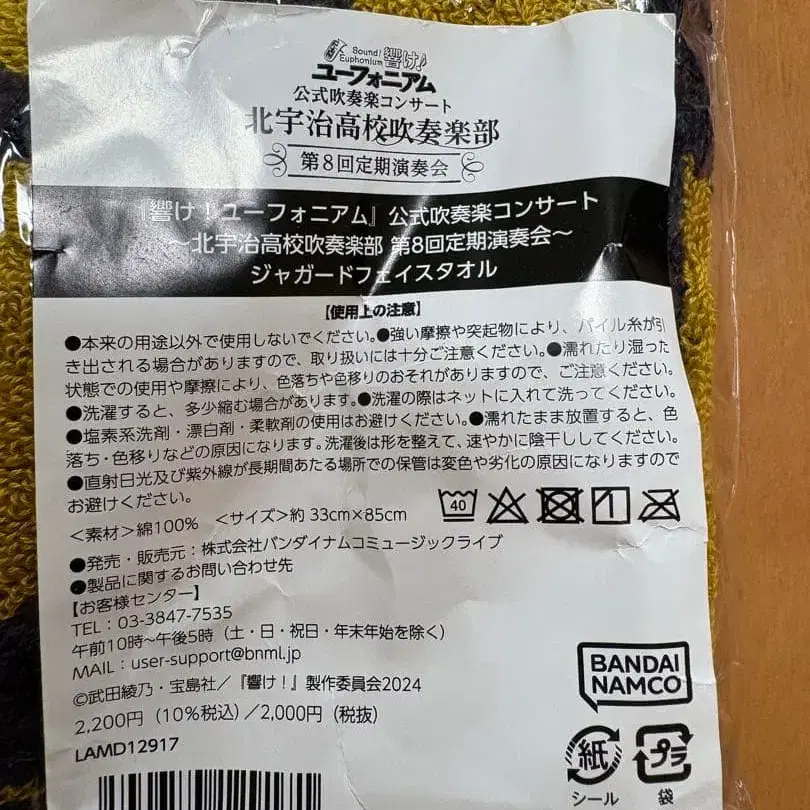 Sound!
Euphonium
響け!
ユーフォニアム
公式吹奏楽コンサート
北宇治高校吹奏楽部
第8回定期演奏会
『響け!ユーフォニアム』公式吹奏楽コンサート
〜北宇治高校吹奏楽部 第8回定期演奏会〜
ジャガードフェイスタオル
【使用上の注意】
●本来の用途以外で使用しないでください。●強い摩擦や突起物により、パイル糸が引
き出される場合がありますので、取り扱いには十分ご注意ください。●濡れたり湿った
状態での使用や摩擦により、色落ちや色移りのおそれがありますので、ご注意ください。
●洗濯すると、多少縮む場合があります。●洗濯の際はネットに入れて洗ってください。
●塩素系洗剤・漂白剤・柔軟剤の使用はお避けください。●濡れたまま放置すると、色
落ち・色移りなどの原因になります。洗濯後は形を整えて、速やかに陰干ししてください。
●直射日光及び紫外線が長期間あたる場所での保管は変色や劣化の原因になりますので
お避けください。
<素材>綿100% <サイズ>約 33cm×85cm
40
●発売・販売元:株式会社バンダイナムコミュージックライブ
●製品に関するお問い合わせ先
【お客様センター】
TEL:03-3847-7535
午前10時〜午後5時(土・日・祝日・年末年始を除く)
MAIL:user-support@bnml.jp
©武田綾乃・宝島社/『響け!』製作委員会2024
2,200円(10%税込)/2,000円(税抜)
LAMD12917
BANDAI
NAMCO
紙
シール
プラ
袋